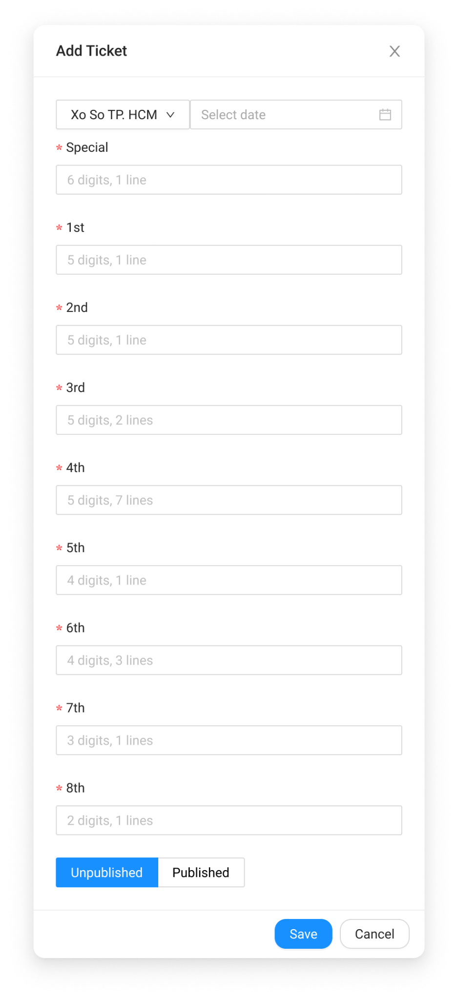 Add Ticket
Xo So TP. HCM Select date
* Special
6 digits, 1 line
* 1st
5 digits, 1 line
* 2nd
5 digits, 1 line
* 3rd
5 digits, 2 lines
* 4th
5 digits, 7 lines
* 5th
4 digits, 1 line
* 6th
4 digits, 3 lines
* 7th
3 digits, 1 lines
* 8th
2 digits, 1 lines
Unpublished Published
Save Cancel